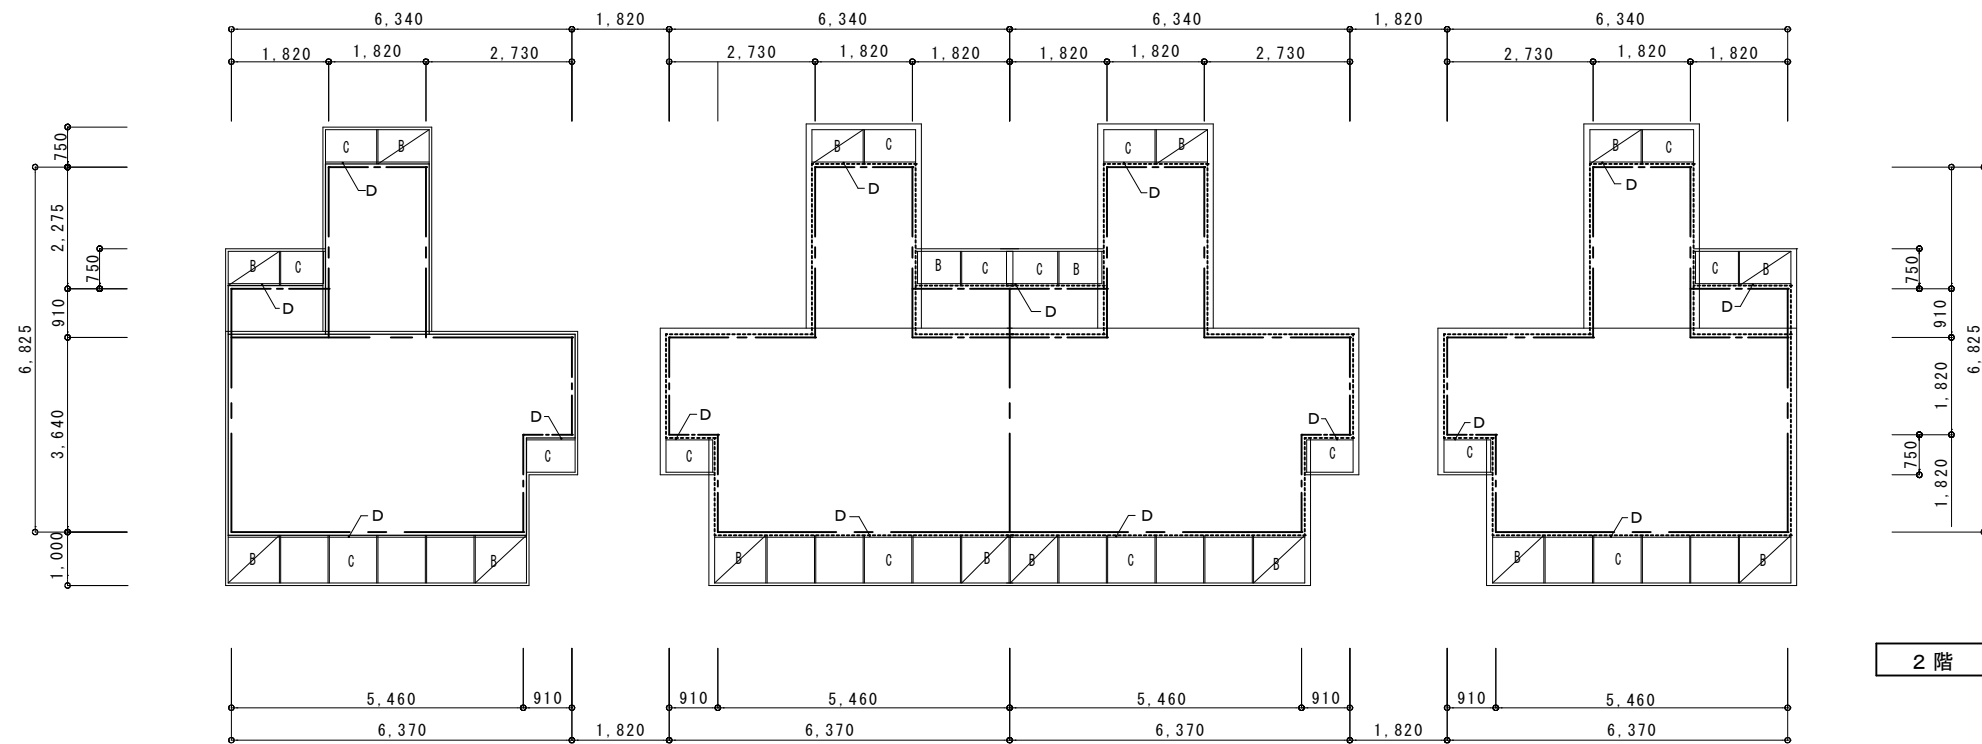 6,340 1,820 6,340 6,340 1,820 6,340
1,820 1,820 2,730 2,730 1,820 1,820 1,820 1,820 2,730 2,730 1,820 1,820
750
C B B C C B B C
D D D D
2,275
750
B C B C C B C B
750
D D D
910
910
6,825
6,825
1,820
3,640
D D D D
C C C C
750
1,820
D D D D
1,000
B C B B C B B C B B C B
2階
5,460 910 910 5,460 5,460 910 910 5,460
6,370 1,820 6,370 6,370 1,820 6,370